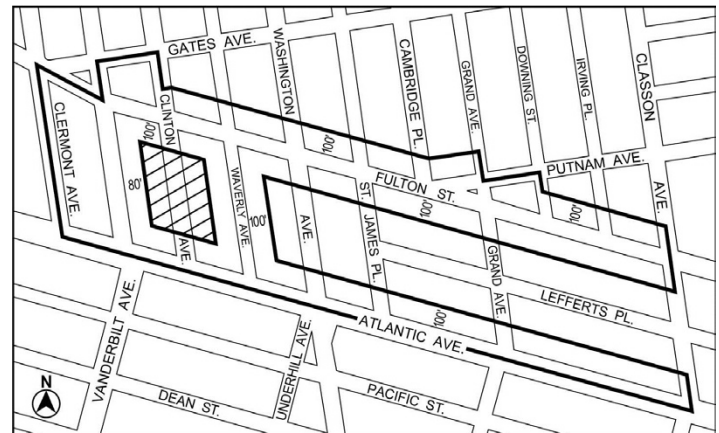 GATES AVE.
WASHINGTON
CAMBRIDGE PL.
GRAND AVE.
DOWNING ST.
IRVING PL.
CLASSON
CLERMONT AVE.
CLINTON
100'
80'
WAVERLY AVE.
100'
100'
FULTON ST.
PUTNAM AVE.
100'
100'
AVE.
AVE.
AVE.
ST. JAMES PL.
GRAND AVE.
LEFFERTS PL.
100'
ATLANTIC AVE.
VANDERBILT AVE.
UNDERHILL AVE.
N
DEAN ST.
PACIFIC ST.